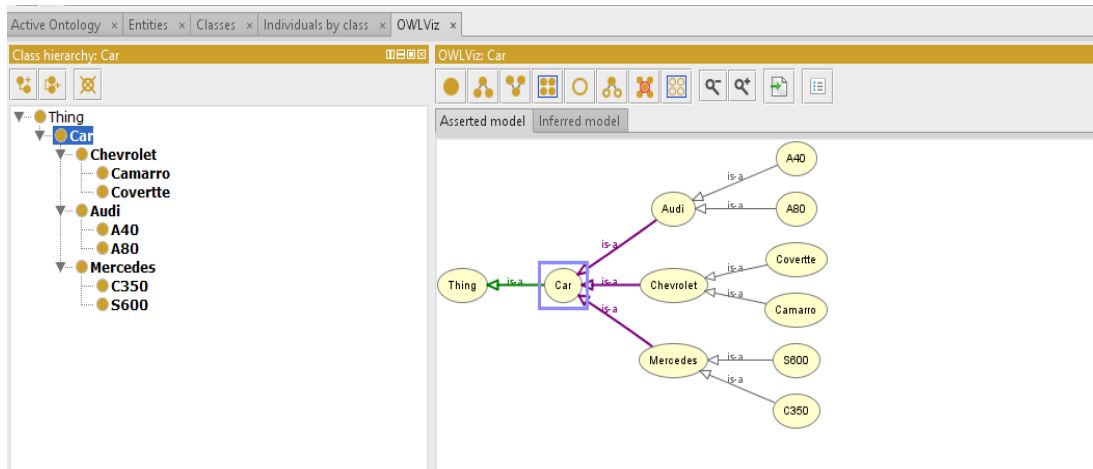 Active Ontology × Entities × Classes × Individuals by class × OWLViz ×
Class hierarchy: Car
OWLViz: Car
Asserted model Inferred model
Thing
Car
Chevrolet
Camarro
Covertte
Audi
A40
A80
Mercedes
C350
S600
A40
is-a
Audi
is-a
A80
is-a
Covertte
is-a
Thing
is-a
Car
is-a
Chevrolet
is-a
Camarro
is-a
Mercedes
is-a
S600
is-a
C350